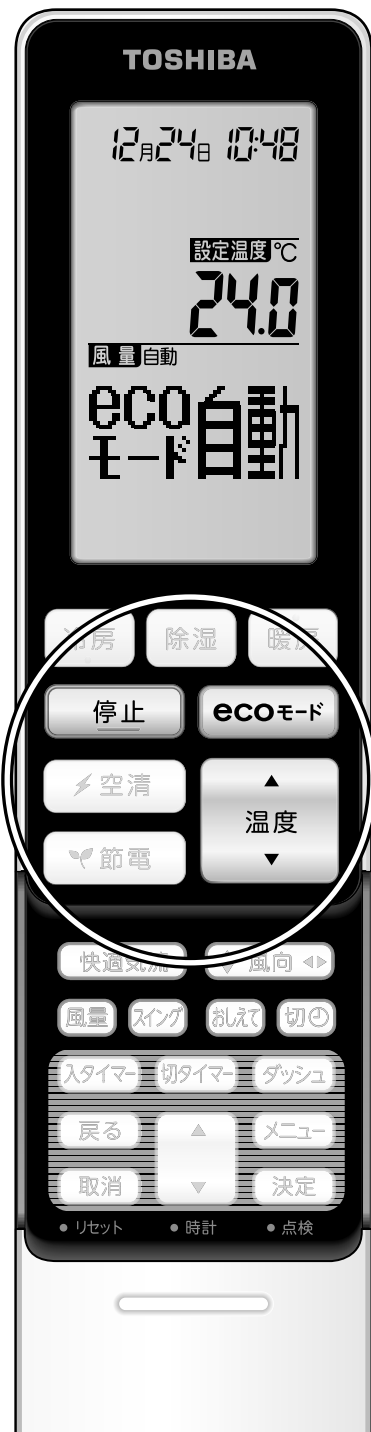 TOSHIBA
12月24日 10:48
設定温度 ℃
24.0
風量 自動
eco 自動
モード
冷房 除湿 暖房
停止 ecoモード
空清
温度
節電
快適気流 風向
風量 スイング おしえて 切
入タイマー 切タイマー ダッシュ
戻る メニュー
取消 決定
リセット 時計 点検